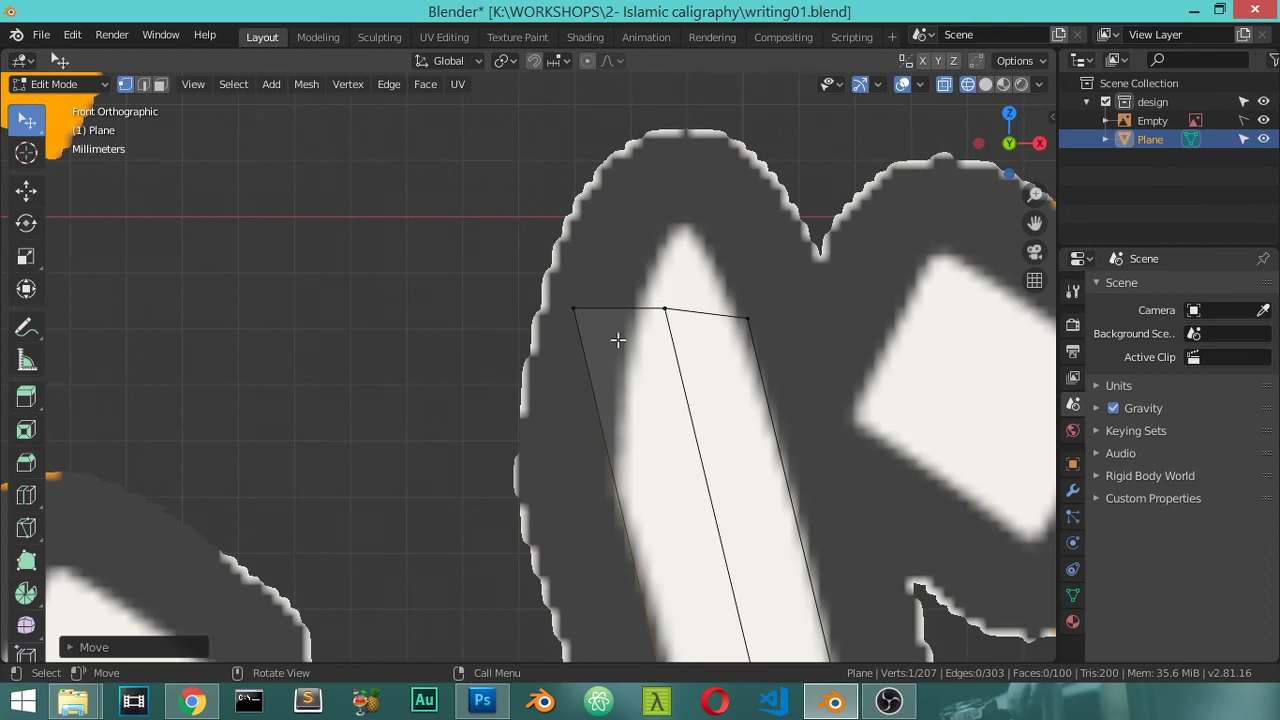 Blender* [K:\WORKSHOPS\2- Islamic caligraphy\writing01.blend]
File Edit Render Window Help Layout Modeling Sculpting UV Editing Texture Paint Shading Animation Rendering Compositing Scripting + Scene View Layer
Global X Y Z Options
Edit Mode View Select Add Mesh Vertex Edge Face UV
Front Orthographic
(1) Plane
Millimeters
Z
Y
X
Scene Collection
design
Empty
Plane
Scene
Scene
Camera
Background Sce..
Active Clip
Units
Gravity
Keying Sets
Audio
Rigid Body World
Custom Properties
Move
Select Move Rotate View Call Menu Plane | Verts:1/207 | Edges:0/303 | Faces:0/100 | Tris:200 | Mem: 35.6 MiB | v2.81.16
Au Ps